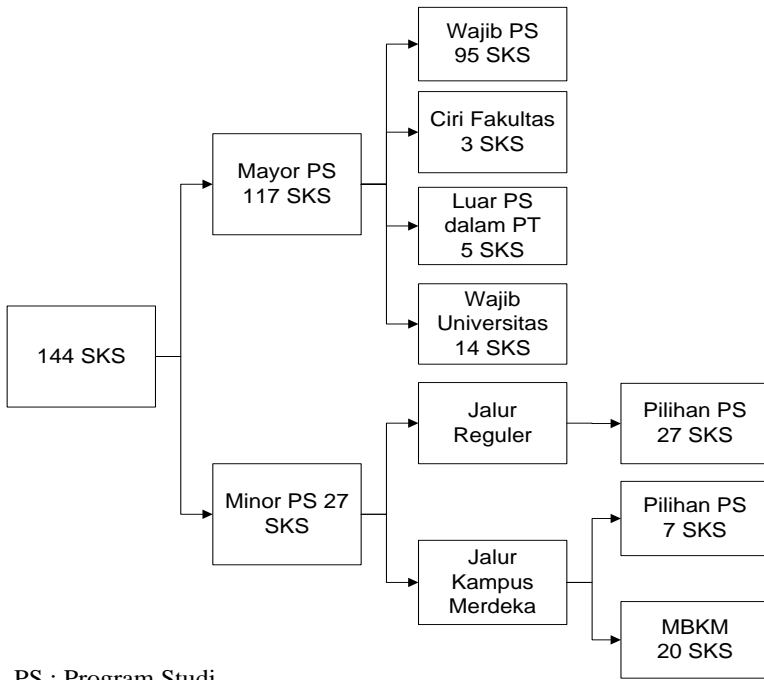 144 SKS
Mayor PS
117 SKS
Wajib PS
95 SKS
Ciri Fakultas
3 SKS
Luar PS
dalam PT
5 SKS
Wajib
Universitas
14 SKS
Minor PS 27
SKS
Jalur
Reguler
Pilihan PS
27 SKS
Jalur
Kampus
Merdeka
Pilihan PS
7 SKS
MBKM
20 SKS
PS : Program Studi